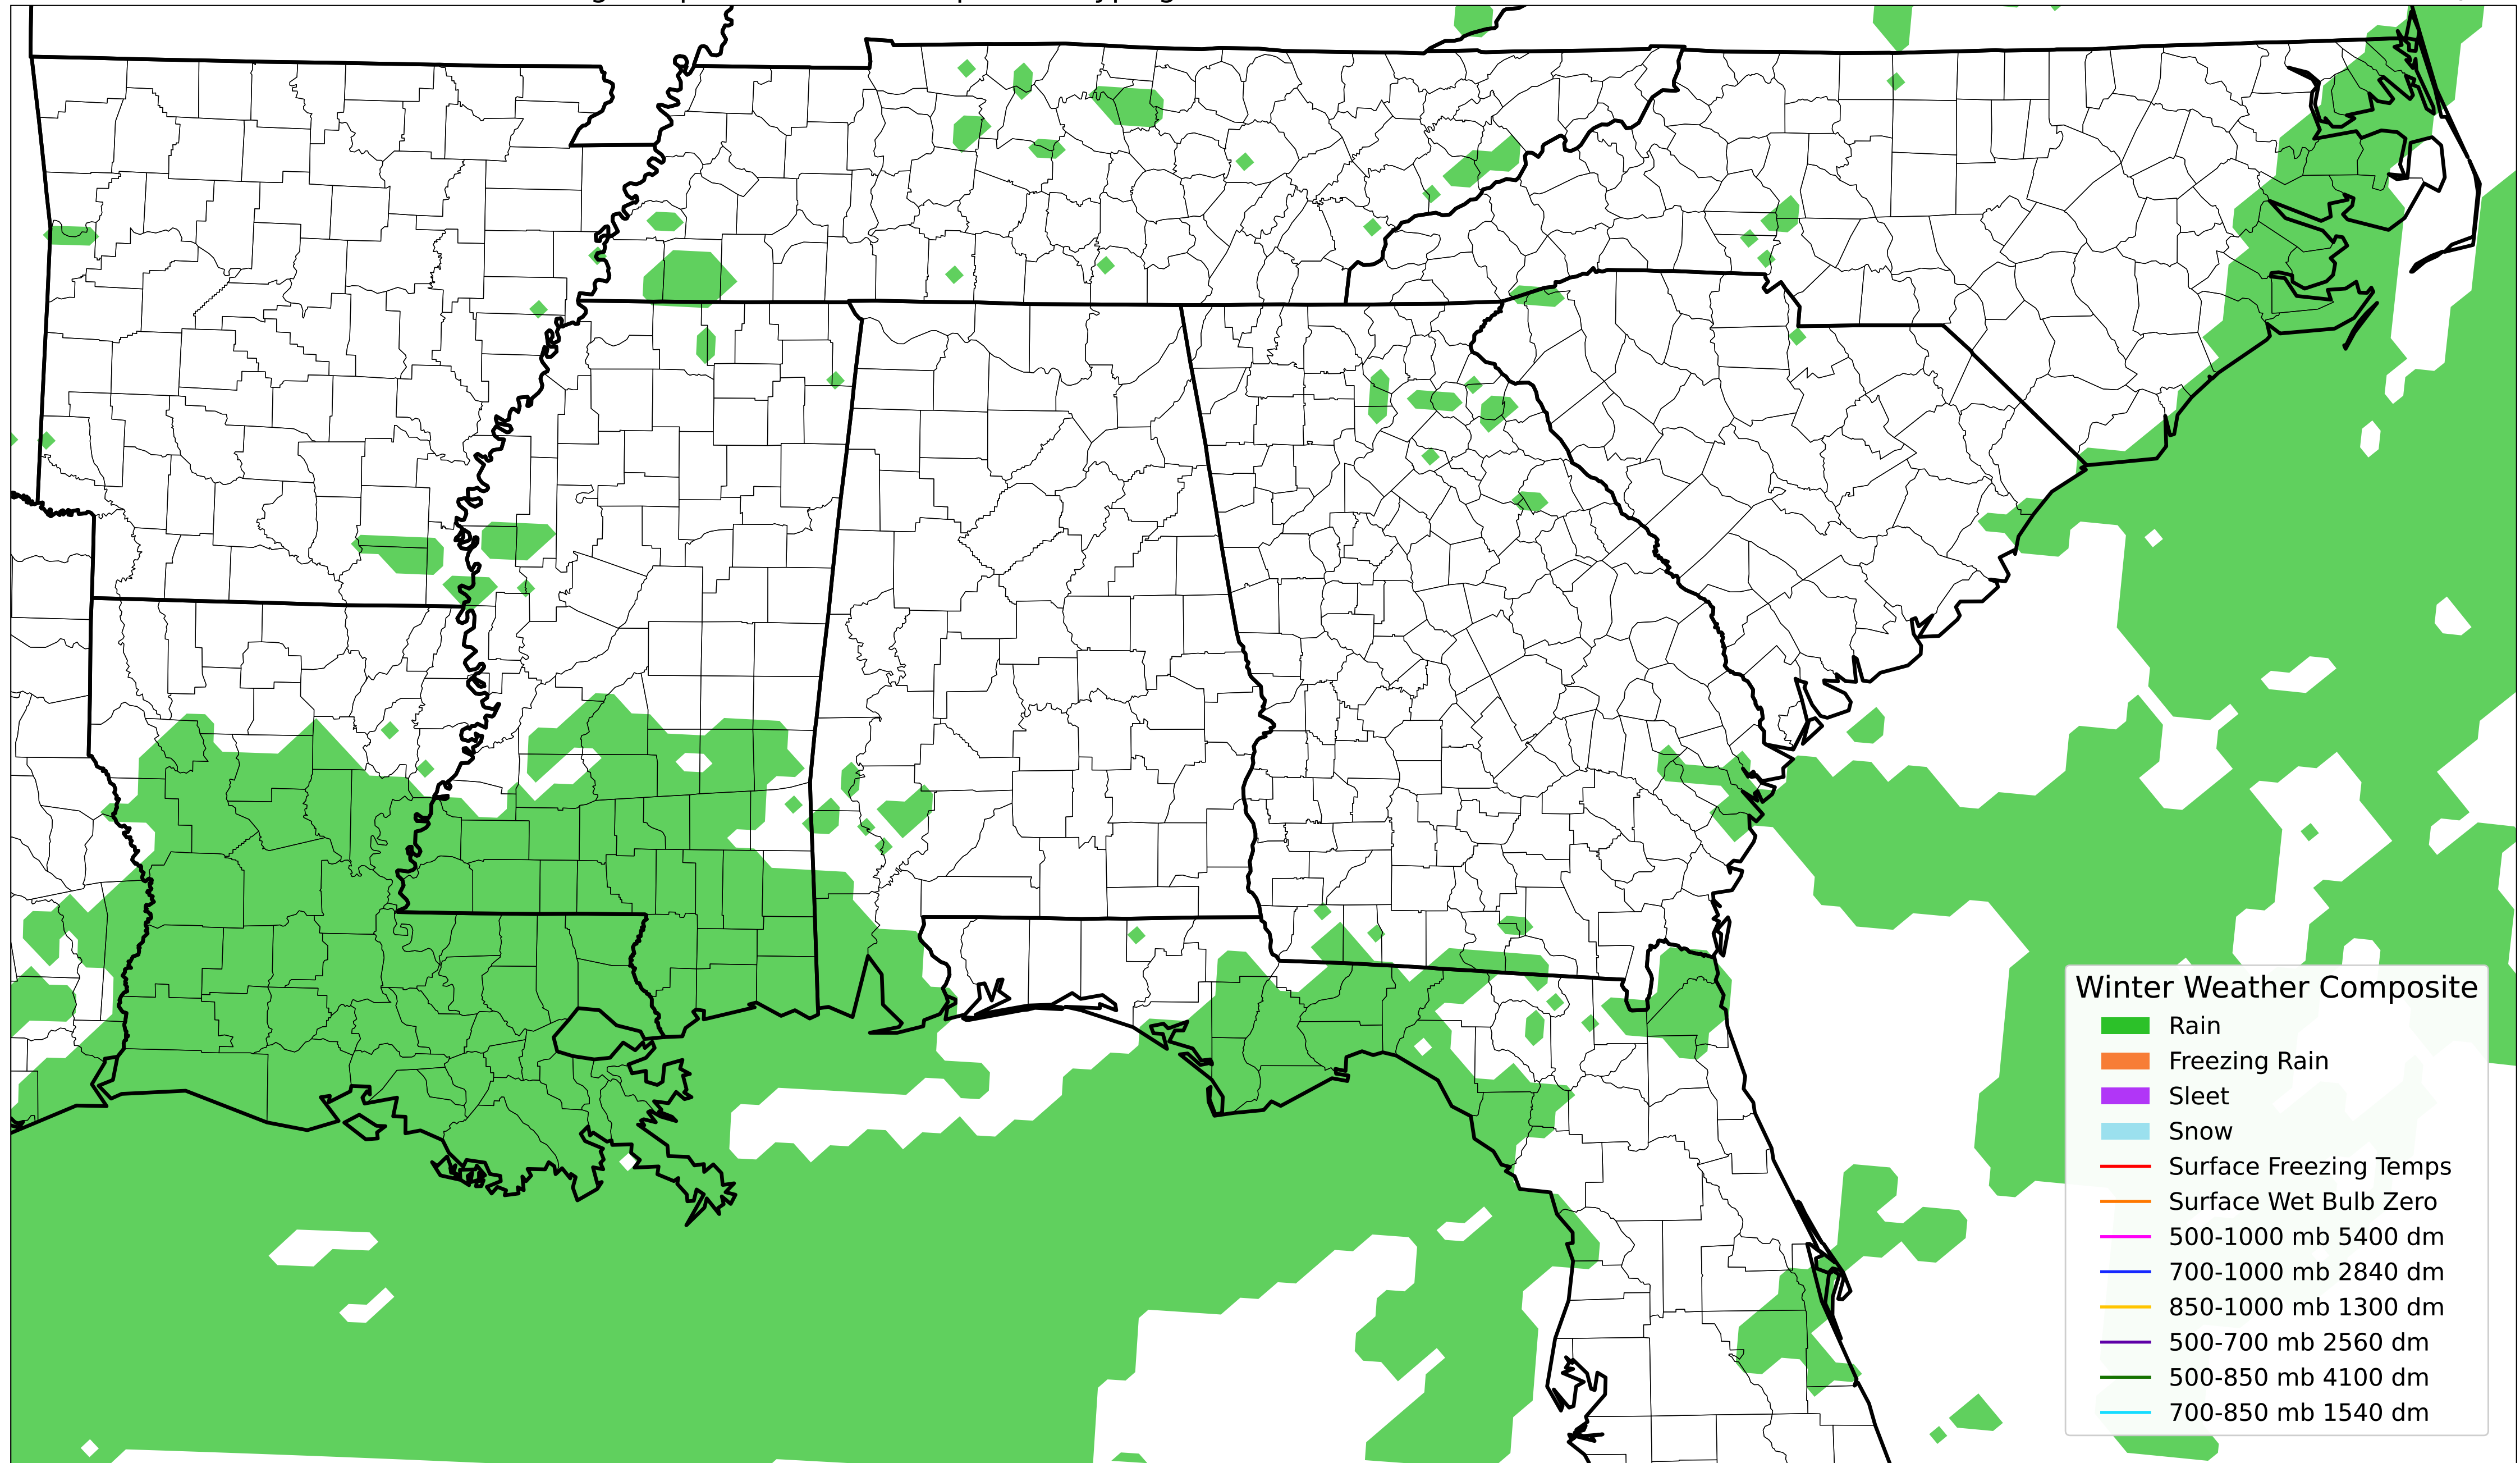 Winter Weather Composite
Rain
Freezing Rain
Sleet
Snow
Surface Freezing Temps
Surface Wet Bulb Zero
500-1000 mb 5400 dm
700-1000 mb 2840 dm
850-1000 mb 1300 dm
500-700 mb 2560 dm
500-850 mb 4100 dm
700-850 mb 1540 dm